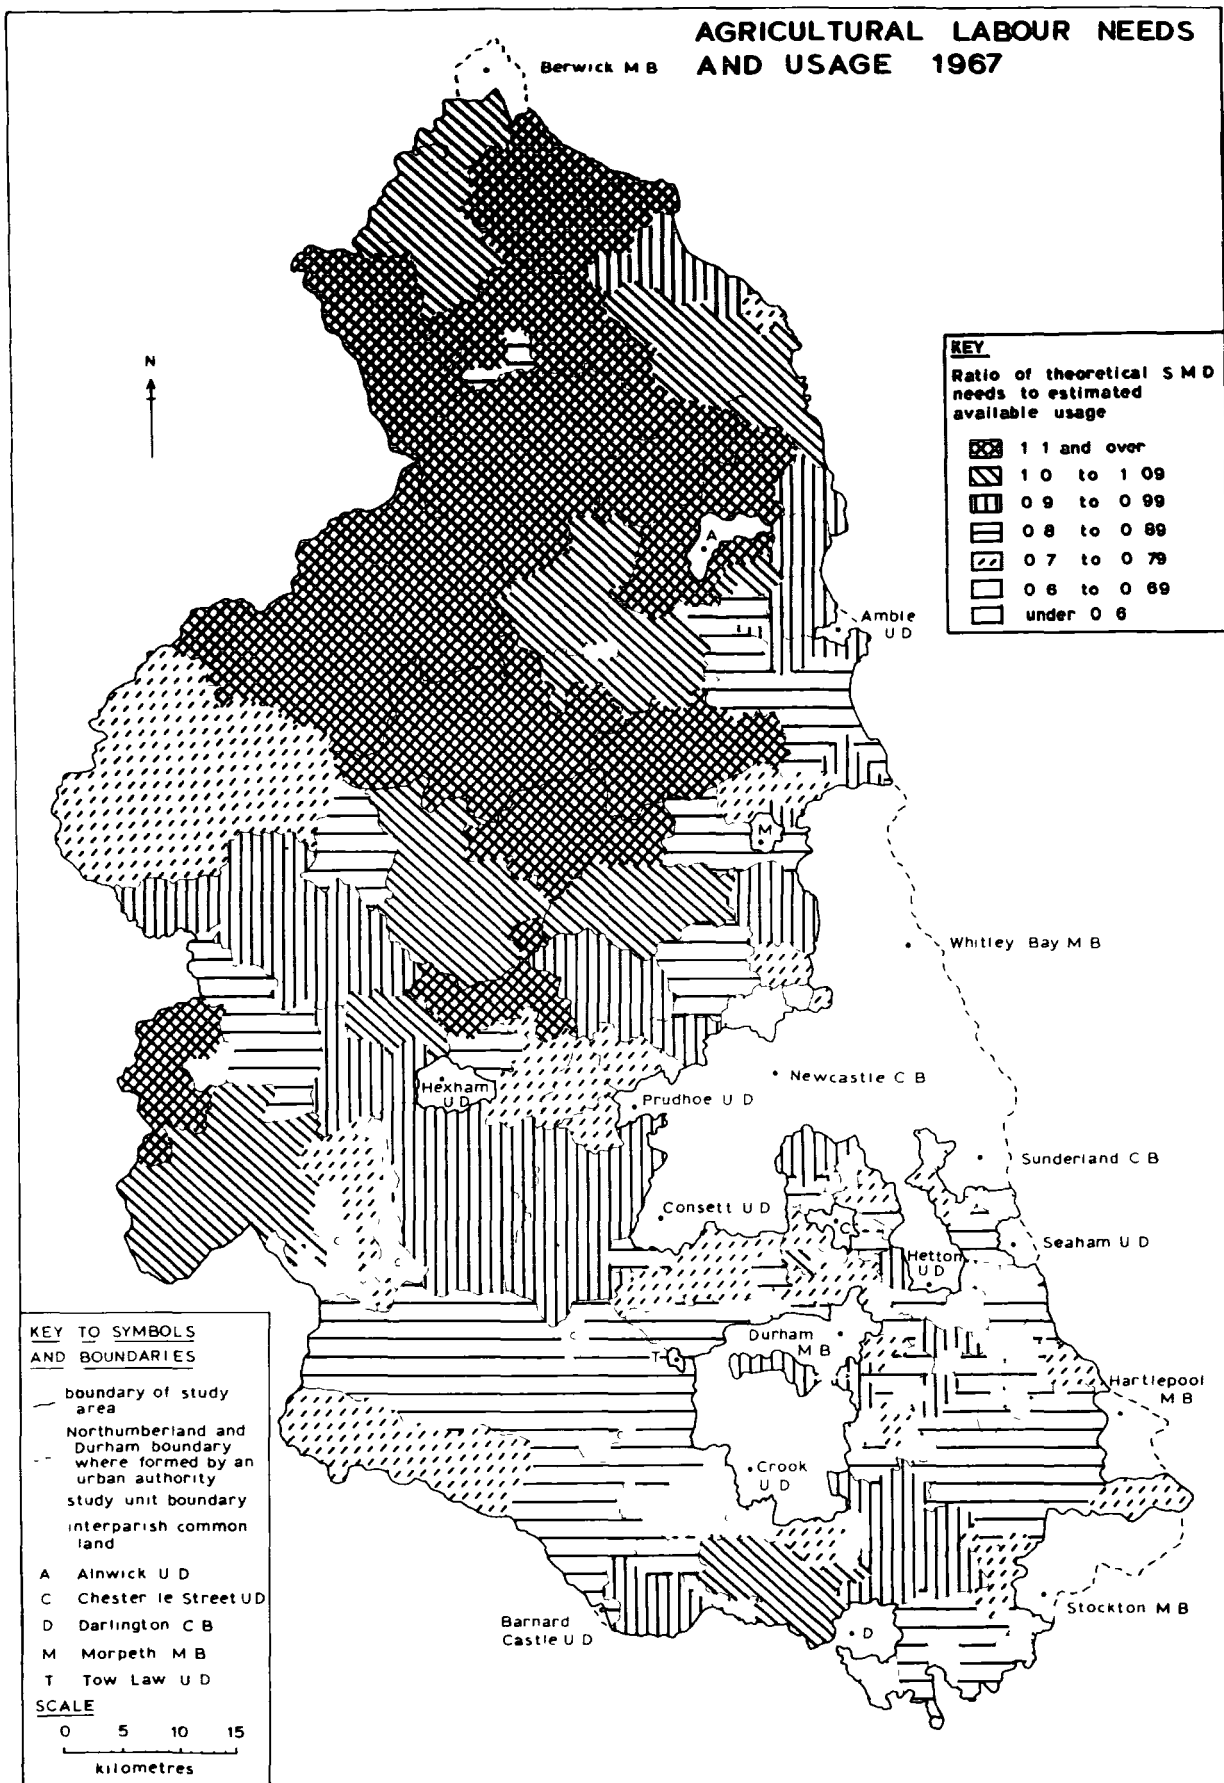 AGRICULTURAL LABOUR NEEDS
AND USAGE 1967
Berwick M B
N
KEY
Ratio of theoretical S M D
needs to estimated
available usage
1 1 and over
1 0 to 1 09
0 9 to 0 99
0 8 to 0 89
0 7 to 0 79
0 6 to 0 69
under 0 6
A
Amble
U D
M
Whitley Bay M B
Hexham
U D
Newcastle C B
Prudhoe U D
Sunderland C B
Consett U D
C
Seaham U D
Hetton
U D
Durham
M B
T
Hartlepool
M B
Crook
U D
Stockton M B
Barnard
Castle U D
D
KEY TO SYMBOLS
AND BOUNDARIES
boundary of study
area
Northumberland and
Durham boundary
where formed by an
urban authority
study unit boundary
interparish common
land
A Alnwick U D
C Chester le Street U D
D Darlington C B
M Morpeth M B
T Tow Law U D
SCALE
0 5 10 15
kilometres